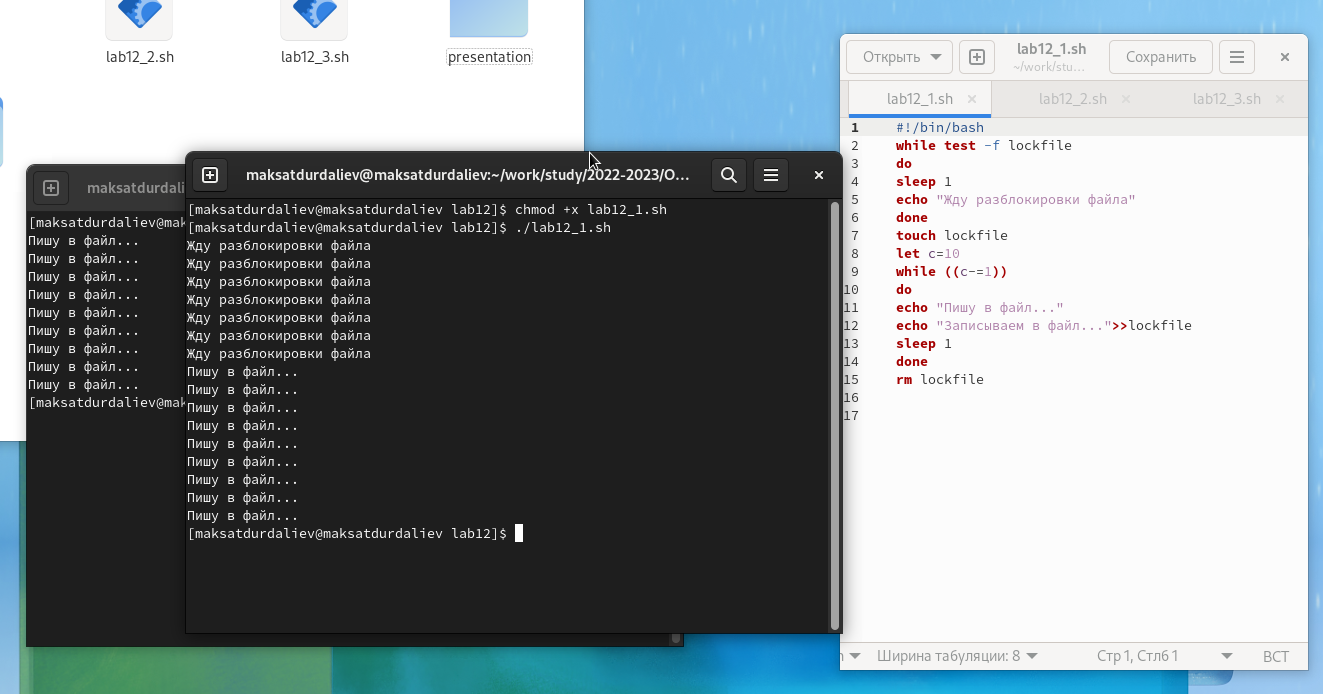 lab12_2.sh
lab12_3.sh
presentation
maksatdurdali
[maksatdurdaliev@mak
Пишу в файл...
Пишу в файл...
Пишу в файл...
Пишу в файл...
Пишу в файл...
Пишу в файл...
Пишу в файл...
Пишу в файл...
Пишу в файл...
[maksatdurdaliev@mak
maksatdurdaliev@maksatdurdaliev:~/work/study/2022-2023/O...
[maksatdurdaliev@maksatdurdaliev lab12]$ chmod +x lab12_1.sh
[maksatdurdaliev@maksatdurdaliev lab12]$ ./lab12_1.sh
Жду разблокировки файла
Жду разблокировки файла
Жду разблокировки файла
Жду разблокировки файла
Жду разблокировки файла
Жду разблокировки файла
Жду разблокировки файла
Пишу в файл...
Пишу в файл...
Пишу в файл...
Пишу в файл...
Пишу в файл...
Пишу в файл...
Пишу в файл...
Пишу в файл...
Пишу в файл...
[maksatdurdaliev@maksatdurdaliev lab12]$
Открыть
lab12_1.sh
~/work/stu...
Сохранить
lab12_1.sh lab12_2.sh lab12_3.sh
1 #!/bin/bash
2 while test -f lockfile
3 do
4 sleep 1
5 echo "Жду разблокировки файла"
6 done
7 touch lockfile
8 let c=10
9 while ((c-=1))
10 do
11 echo "Пишу в файл..."
12 echo "Записываем в файл...">>lockfile
13 sleep 1
14 done
15 rm lockfile
16
17
Ширина табуляции: 8 Стр 1, Стлб 1 ВСТ